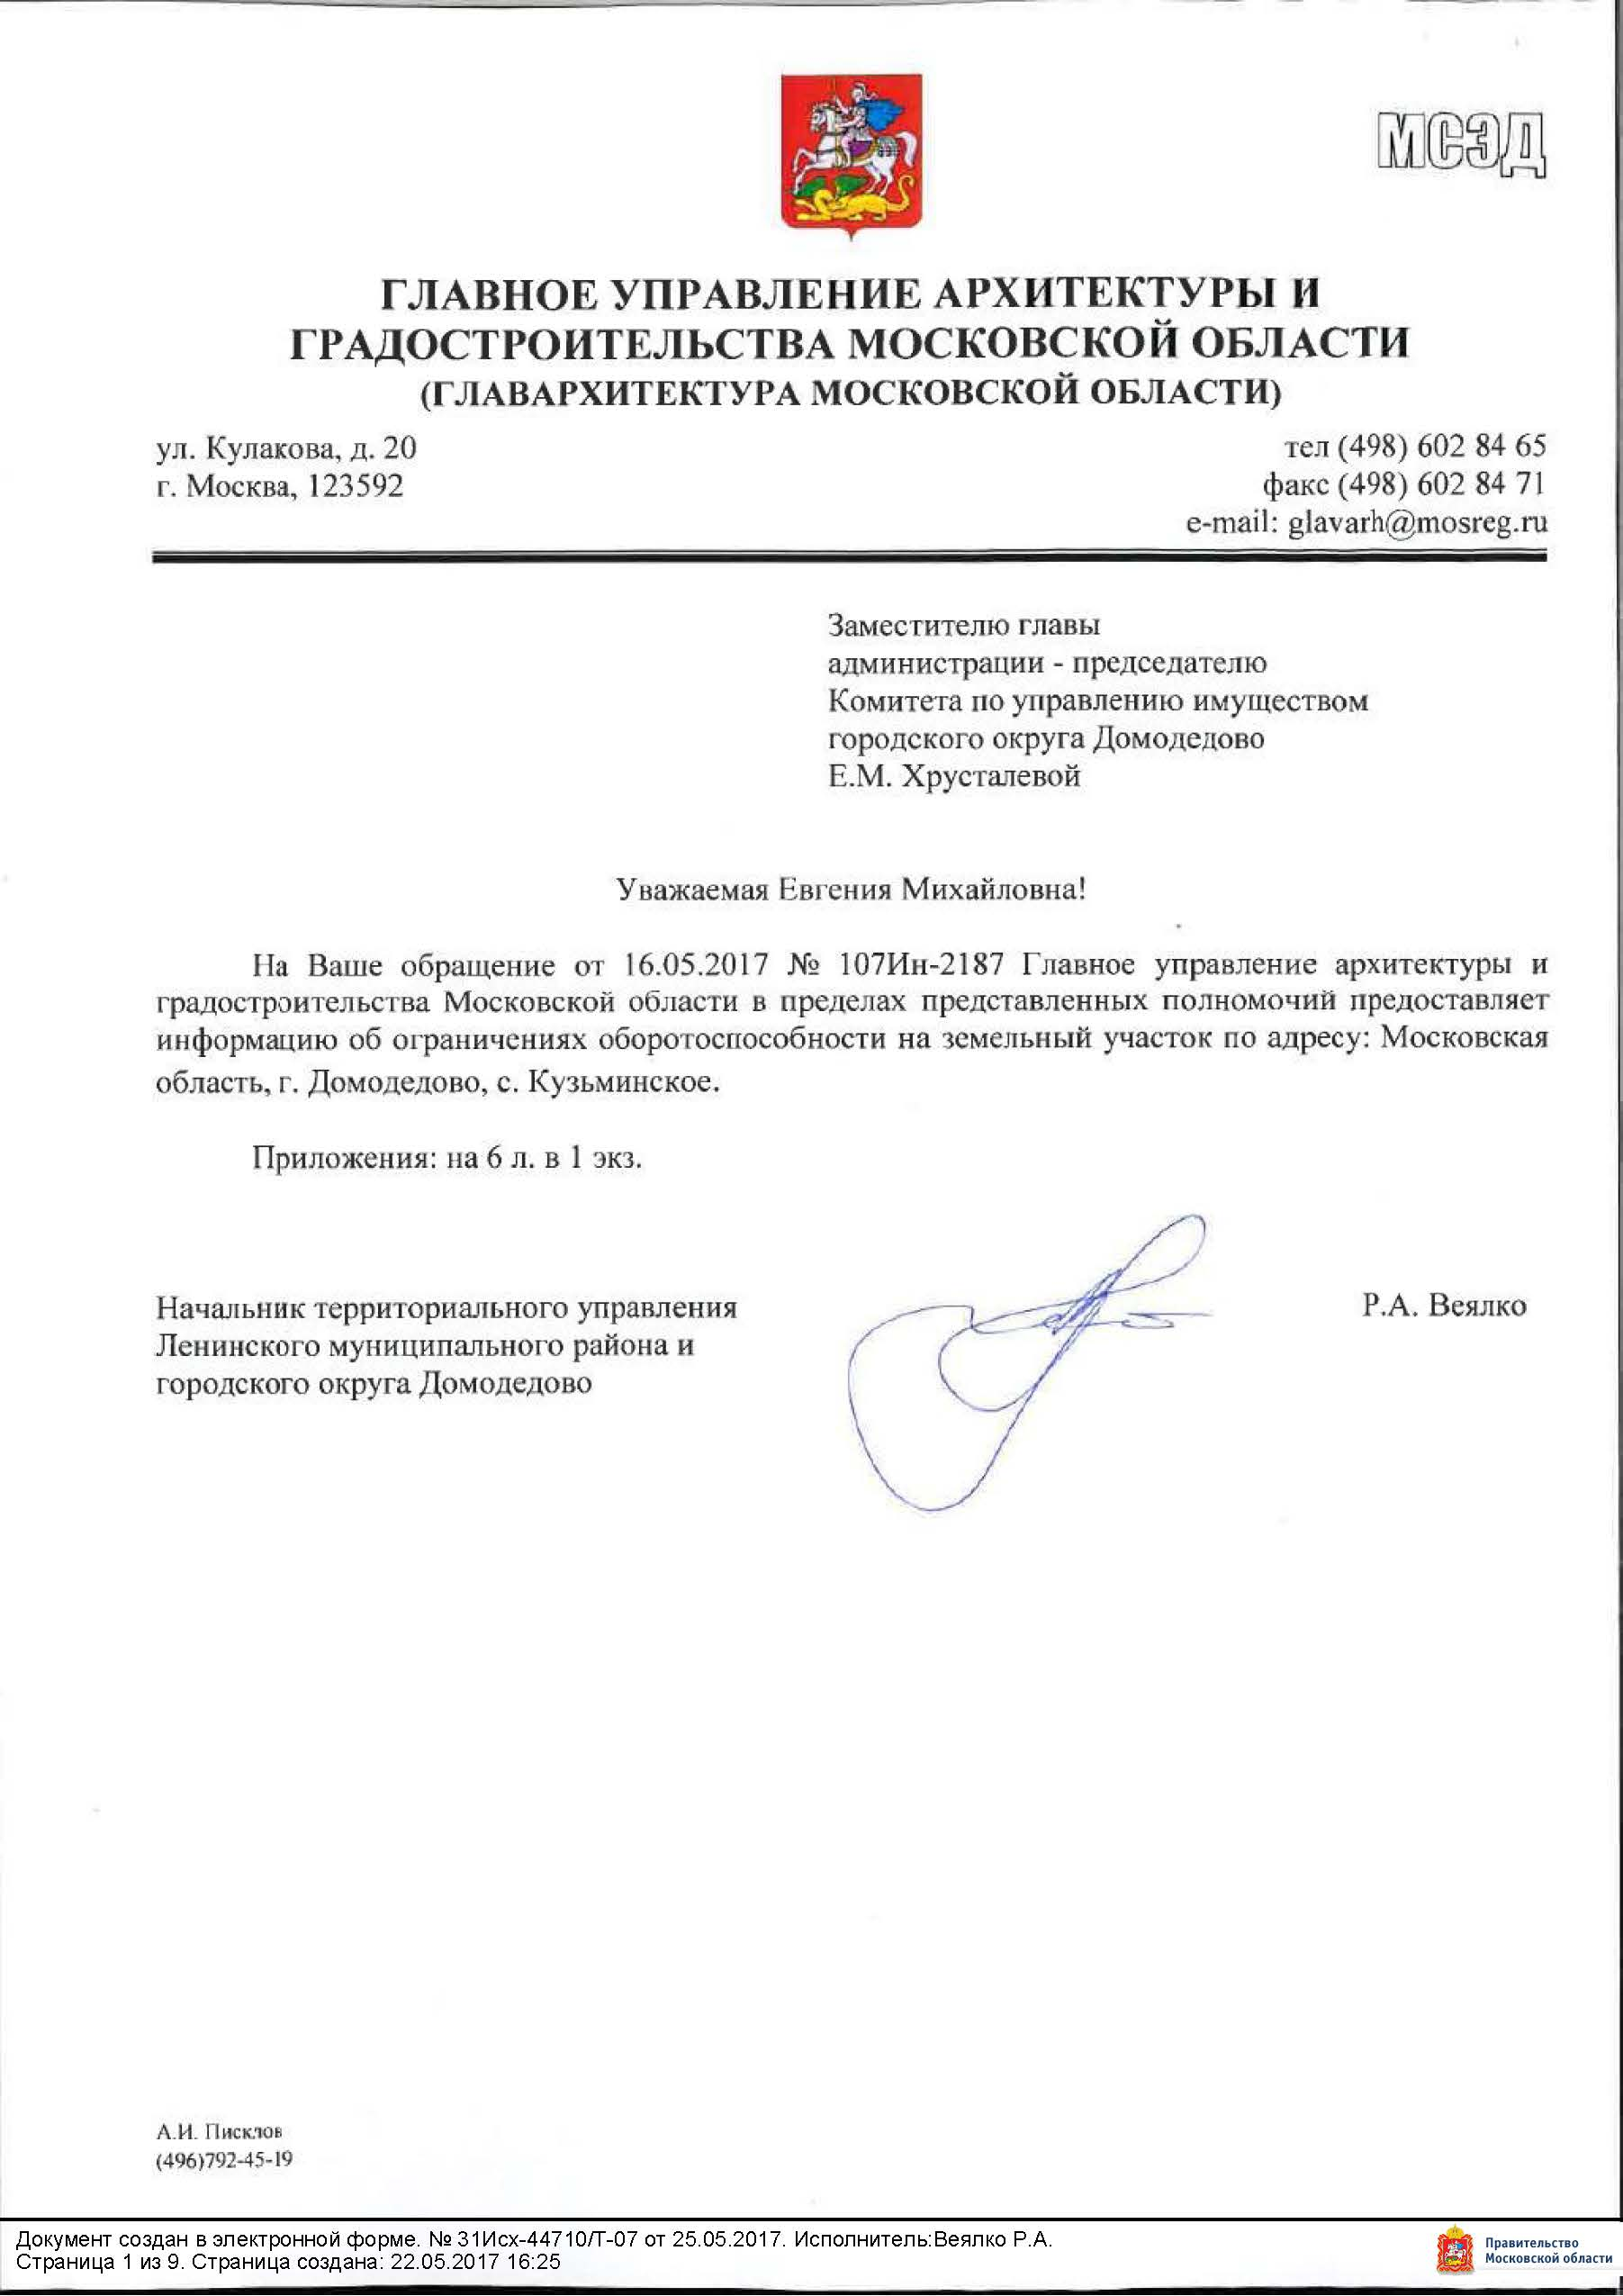 МСЭД
ГЛАВНОЕ УПРАВЛЕНИЕ АРХИТЕКТУРЫ И
ГРАДОСТРОИТЕЛЬСТВА МОСКОВСКОЙ ОБЛАСТИ
(ГЛАВАРХИТЕКТУРА МОСКОВСКОЙ ОБЛАСТИ)
ул. Кулакова, д. 20
г. Москва, 123592
тел (498) 602 84 65
факс (498) 602 84 71
e-mail: glavarh@mosreg.ru
Заместителю главы
администрации - председателю
Комитета по управлению имуществом
городского округа Домодедово
Е.М. Хрусталевой
Уважаемая Евгения Михайловна!
На Ваше обращение от 16.05.2017 № 107Ин-2187 Главное управление архитектуры и
градостроительства Московской области в пределах представленных полномочий предоставляет
информацию об ограничениях оборотоспособности на земельный участок по адресу: Московская
область, г. Домодедово, с. Кузьминское.
Приложения: на 6 л. в 1 экз.
Начальник территориального управления
Ленинского муниципального района и
городского округа Домодедово
Р.А. Веялко
А.И. Писклов
(496)792-45-19
Документ создан в электронной форме. № 31Исх-44710/Т-07 от 25.05.2017. Исполнитель:Веялко Р.А.
Страница 1 из 9. Страница создана: 22.05.2017 16:25
Правительство
Московской области